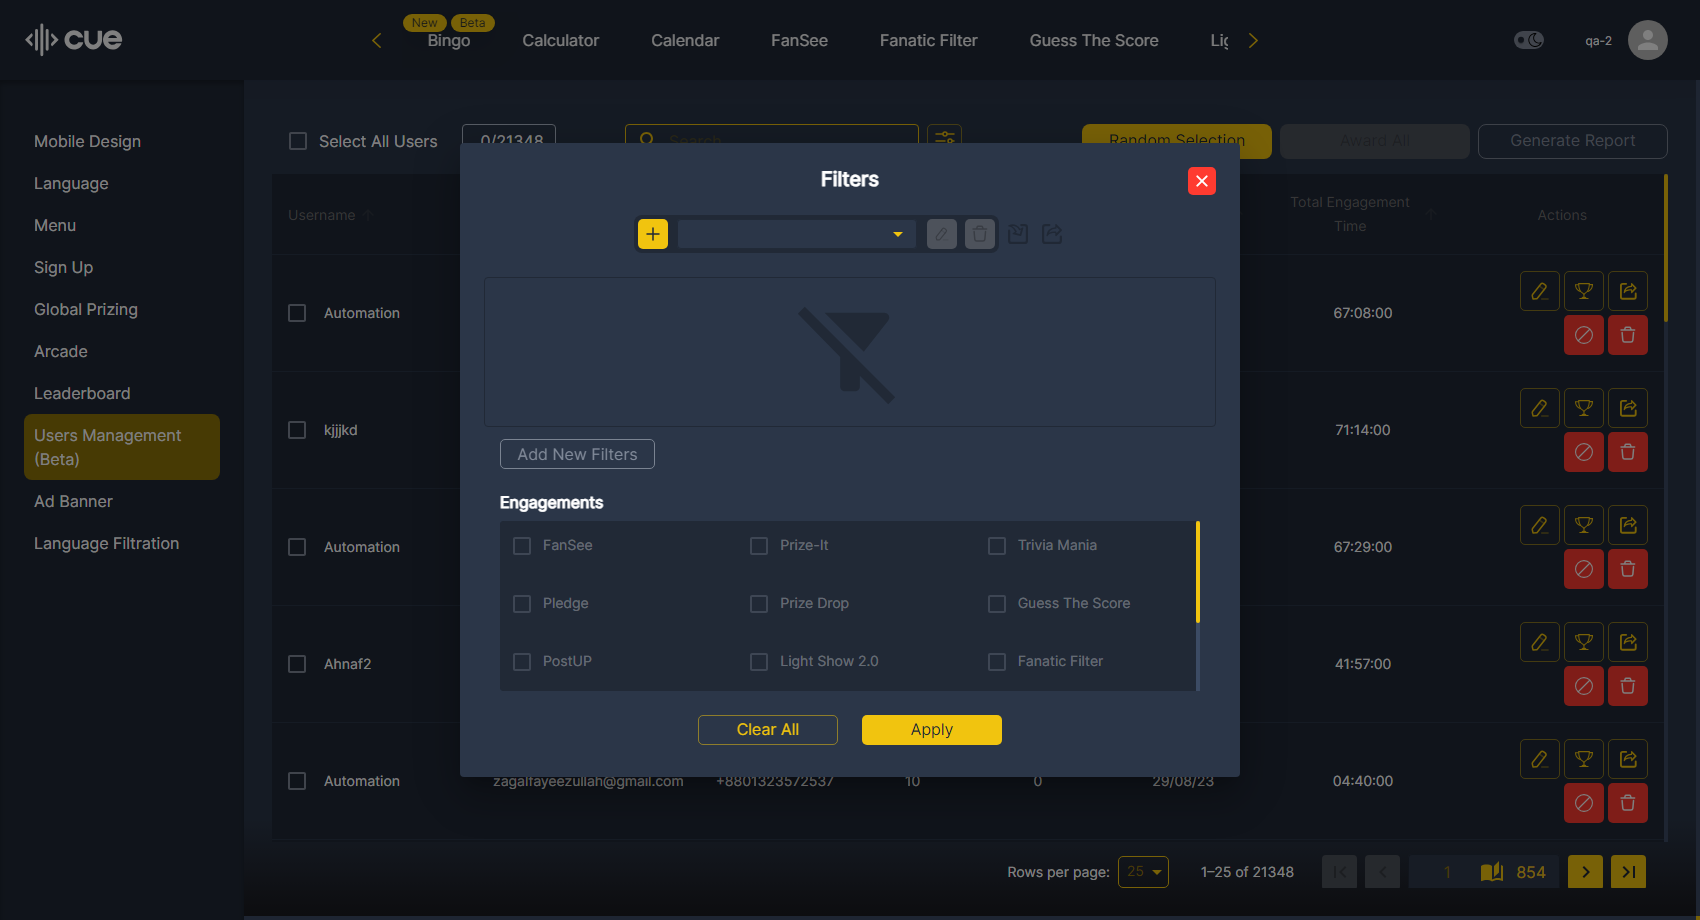 cue
New Beta
Bingo Calculator Calendar FanSee Fanatic Filter Guess The Score
qa-2
Mobile Design
Language
Menu
Sign Up
Global Prizing
Arcade
Leaderboard
Users Management
(Beta)
Ad Banner
Language Filtration
Select All Users 0/21348 Search Random Selection Award All Generate Report
Username Total Engagement
Time Actions
Automation 67:08:00
kjjjkd 71:14:00
Automation 67:29:00
Ahnaf2 41:57:00
Automation zagalfayeezullah@gmail.com +8801323572537 10 0 29/08/23 04:40:00
Filters
Add New Filters
Engagements
FanSee Prize-It Trivia Mania
Pledge Prize Drop Guess The Score
PostUP Light Show 2.0 Fanatic Filter
Clear All Apply
Rows per page: 25 1–25 of 21348 1 854